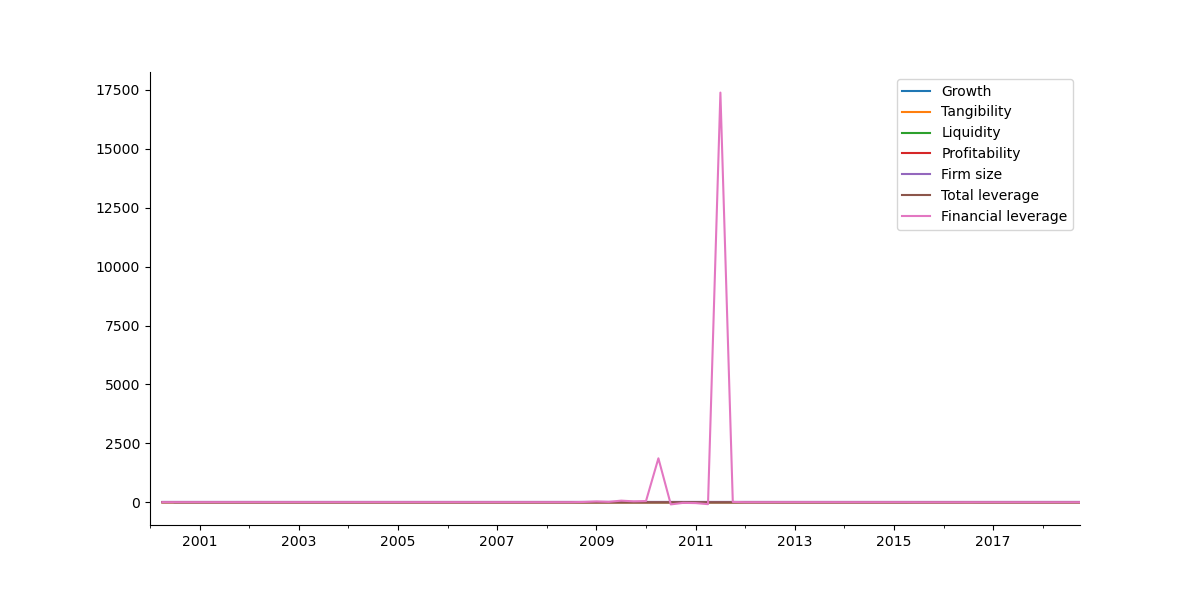 17500
15000
12500
10000
7500
5000
2500
0
2001 2003 2005 2007 2009 2011 2013 2015 2017
Growth
Tangibility
Liquidity
Profitability
Firm size
Total leverage
Financial leverage